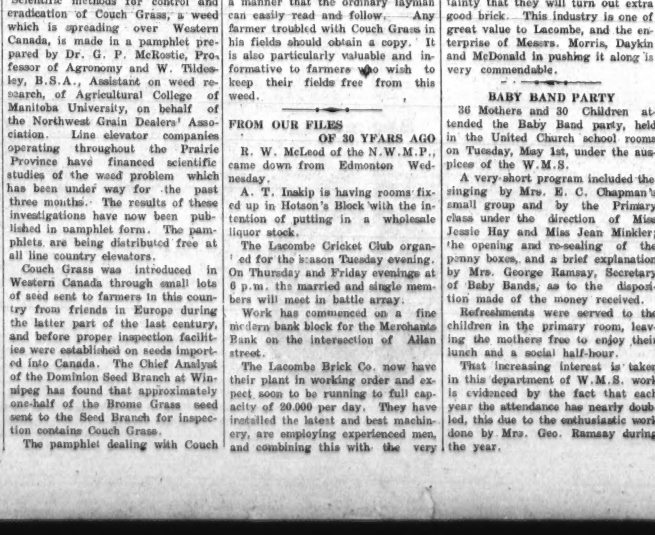 Scientific methods for control and
eradication of Couch Grass, a weed
which is spreading over Western
Canada, is made in a pamphlet pre-
pared by Dr. G. P. McRostie, Pro-
fessor of Agronomy and W. Tildes-
ley, B.S.A., Assistant on weed re-
search, of Agricultural College of
Manitoba University, on behalf of
the Northwest Grain Dealers' Asso-
ciation. Line elevator companies
operating throughout the Prairie
Province have financed scientific
studies of the weed problem which
has been under way for the past
three months. The results of these
investigations have now been pub-
lished in pamphlet form. The pam-
phlets are being distributed free at
all line country elevators.
Couch Grass was introduced in
Western Canada through small lots
of seed sent to farmers in this coun-
try from friends in Europe during
the latter part of the last century,
and before proper inspection facilit-
ies were established on seeds import-
ed into Canada. The Chief Analyst
of the Dominion Seed Branch at Win-
nipeg has found that approximately
one-half of the Brome Grass seed
sent to the Seed Branch for inspec-
tion contains Couch Grass.
The pamphlet dealing with Couch
a manner that the ordinary layman
can easily read and follow. Any
farmer troubled with Couch Grass in
his fields should obtain a copy. It
is also particularly valuable and in-
formative to farmers who wish to
keep their fields free from this
weed.
FROM OUR FILES
OF 30 YEARS AGO
R. W. McLeod of the N.W.M.P.,
came down from Edmonton Wed-
nesday.
A. T. Inskip is having rooms fix-
ed up in Hotson's Block with the in-
tention of putting in a wholesale
liquor stock.
The Lacombe Cricket Club organ-
ed for the season Tuesday evening.
On Thursday and Friday evenings at
6 p.m. the married and single mem-
bers will meet in battle array.
Work has commenced on a fine
modern bank block for the Merchants
Bank on the intersection of Allan
street.
The Lacombe Brick Co. now have
their plant in working order and ex-
pect soon to be running to full cap-
acity of 20.000 per day. They have
installed the latest and best machin-
ery, are employing experienced men,
and combining this with the very
tainty that they will turn out extra
good brick. This industry is one of
great value to Lacombe, and the en-
terprise of Messrs. Morris, Daykin
and McDonald in pushing it along is
very commendable.
BABY BAND PARTY
36 Mothers and 30 Children at-
tended the Baby Band party, held
in the United Church school rooms
on Tuesday, May 1st, under the aus-
pices of the W.M.S.
A very short program included the
singing by Mrs. E. C. Chapman's
small group and by the Primary
class under the direction of Miss
Jessie Hay and Miss Jean Minkler;
the opening and re-sealing of the
penny boxes, and a brief explanation
by Mrs. George Ramsay, Secretary
of Baby Bands, as to the disposi-
tion made of the money received.
Refreshments were served to the
children in the primary room, leav-
ing the mothers free to enjoy their
lunch and a social half-hour.
That increasing interest is taken
in this department of W.M.S. work
is evidenced by the fact that each
year the attendance has nearly doub-
led, this due to the enthusiastic work
done by Mrs. Geo. Ramsay during
the year.